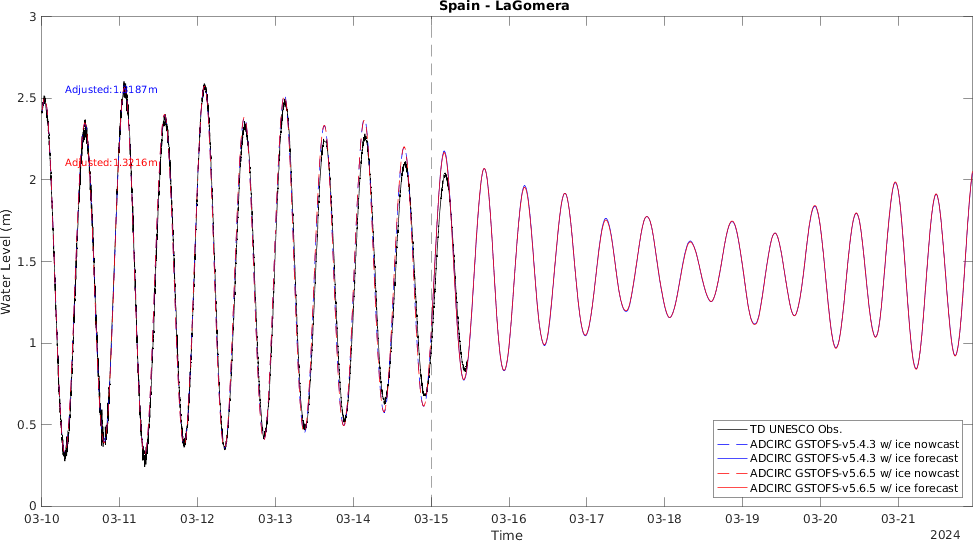 Spain - LaGomera
3
2.5
2
1.5
1
0.5
0
Water Level (m)
Adjusted:1.3187m
Adjusted:1.3216m
TD UNESCO Obs.
ADCIRC GSTOFS-v5.4.3 w/ ice nowcast
ADCIRC GSTOFS-v5.4.3 w/ ice forecast
ADCIRC GSTOFS-v5.6.5 w/ ice nowcast
ADCIRC GSTOFS-v5.6.5 w/ ice forecast
03-10 03-11 03-12 03-13 03-14 03-15 03-16 03-17 03-18 03-19 03-20 03-21
Time
2024